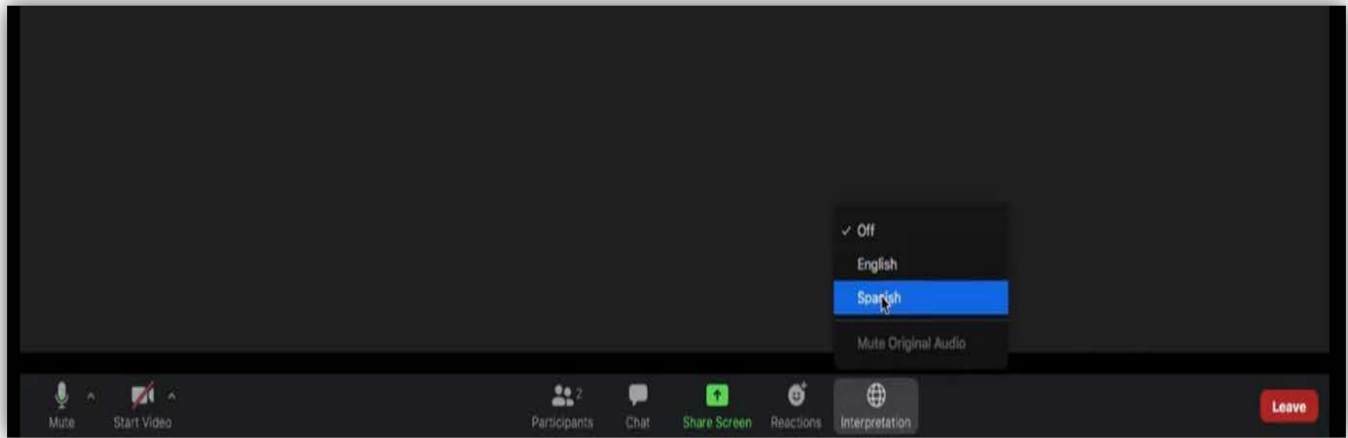 Off
English
Spanish
Mute Original Audio
Mute
Start Video
2
Participants
Chat
Share Screen
Reactions
Interpretation
Leave